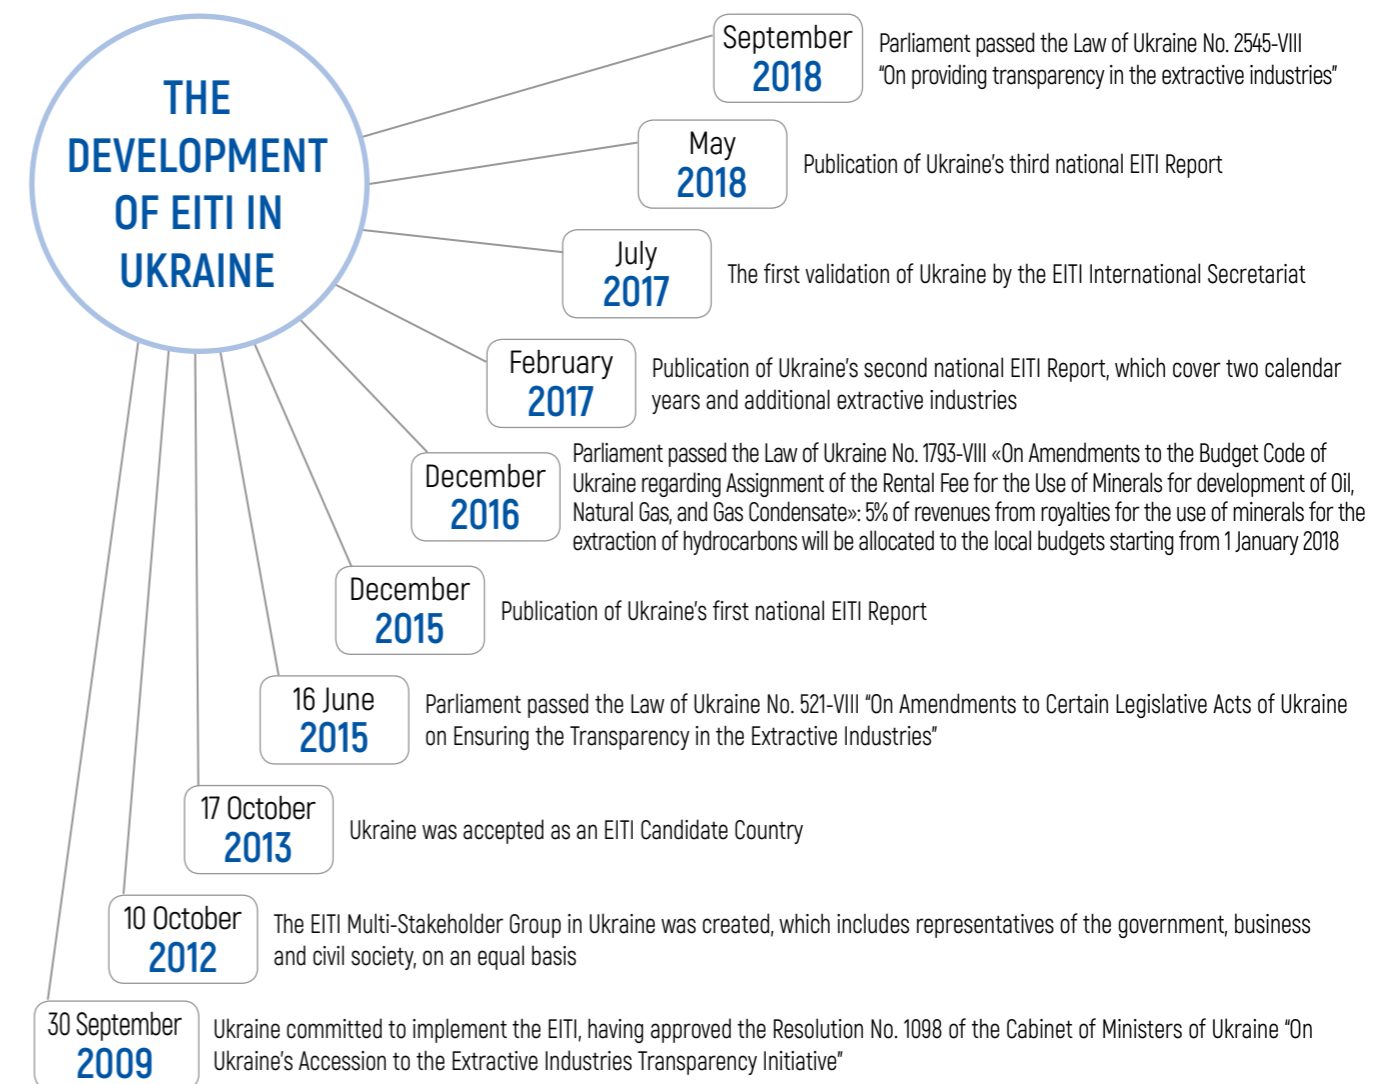 THE
DEVELOPMENT
OF EITI IN
UKRAINE
September
2018
Parliament passed the Law of Ukraine No. 2545-VIII
“On providing transparency in the extractive industries”
May
2018
Publication of Ukraine’s third national EITI Report
July
2017
The first validation of Ukraine by the EITI International Secretariat
February
2017
Publication of Ukraine’s second national EITI Report, which cover two calendar
years and additional extractive industries
December
2016
Parliament passed the Law of Ukraine No. 1793-VIII «On Amendments to the Budget Code of
Ukraine regarding Assignment of the Rental Fee for the Use of Minerals for development of Oil,
Natural Gas, and Gas Condensate»: 5% of revenues from royalties for the use of minerals for the
extraction of hydrocarbons will be allocated to the local budgets starting from 1 January 2018
December
2015
Publication of Ukraine’s first national EITI Report
16 June
2015
Parliament passed the Law of Ukraine No. 521-VIII “On Amendments to Certain Legislative Acts of Ukraine
on Ensuring the Transparency in the Extractive Industries”
17 October
2013
Ukraine was accepted as an EITI Candidate Country
10 October
2012
The EITI Multi-Stakeholder Group in Ukraine was created, which includes representatives of the government, business
and civil society, on an equal basis
30 September
2009
Ukraine committed to implement the EITI, having approved the Resolution No. 1098 of the Cabinet of Ministers of Ukraine “On
Ukraine’s Accession to the Extractive Industries Transparency Initiative”